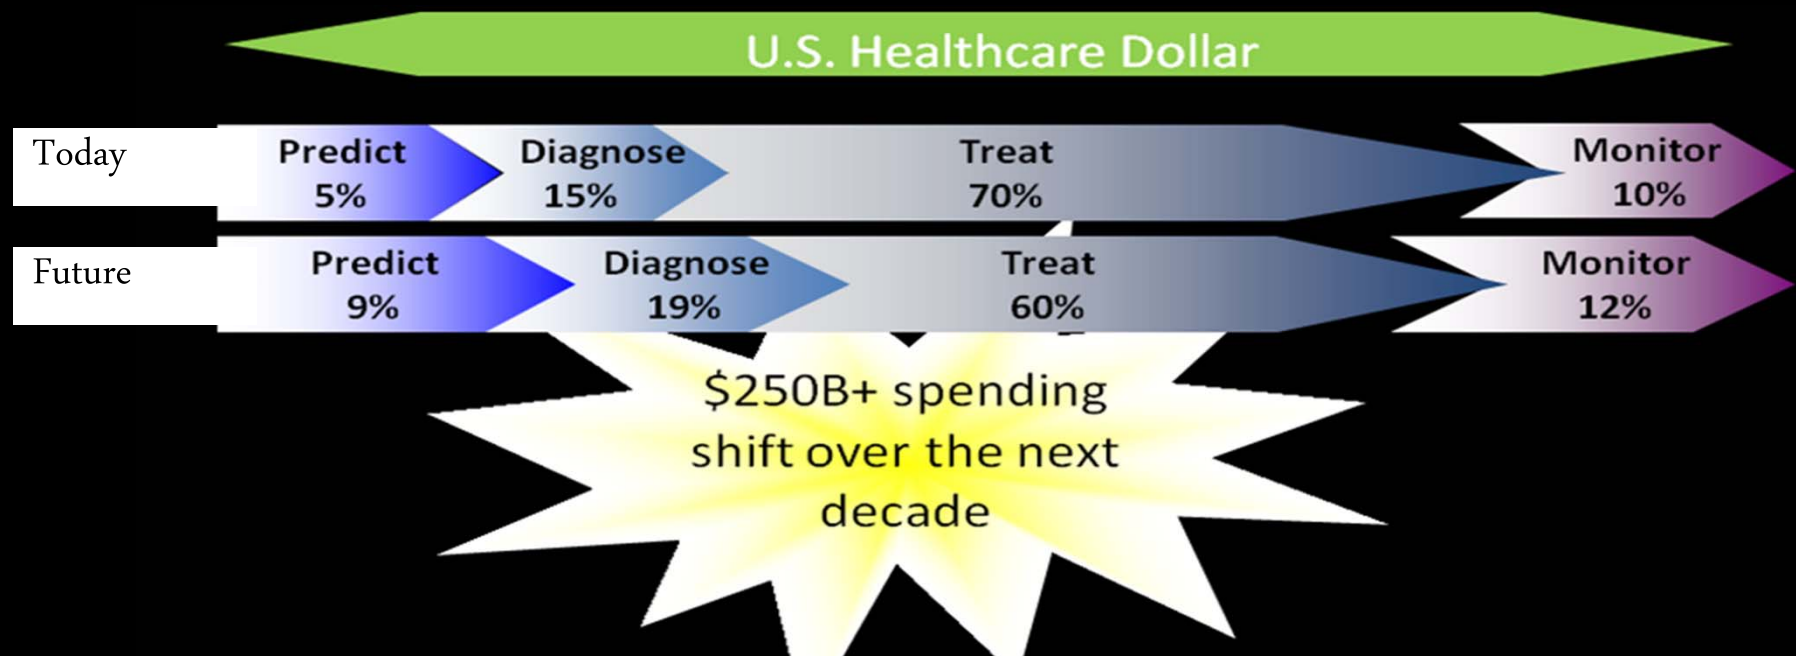 U.S. Healthcare Dollar
Today
Predict
5%
Diagnose
15%
Treat
70%
Monitor
10%
Future
Predict
9%
Diagnose
19%
Treat
60%
Monitor
12%
$250B+ spending
shift over the next
decade